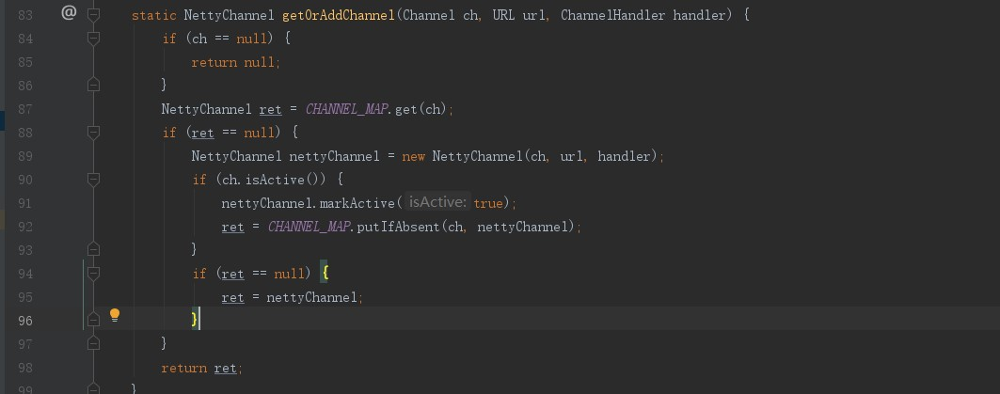 83 @ static NettyChannel getOrAddChannel(Channel ch, URL url, ChannelHandler handler) {
84 if (ch == null) {
85 return null;
86 }
87 NettyChannel ret = CHANNEL_MAP.get(ch);
88 if (ret == null) {
89 NettyChannel nettyChannel = new NettyChannel(ch, url, handler);
90 if (ch.isActive()) {
91 nettyChannel.markActive( isActive: true);
92 ret = CHANNEL_MAP.putIfAbsent(ch, nettyChannel);
93 }
94 if (ret == null) {
95 ret = nettyChannel;
96 }
97 }
98 return ret;
99 }